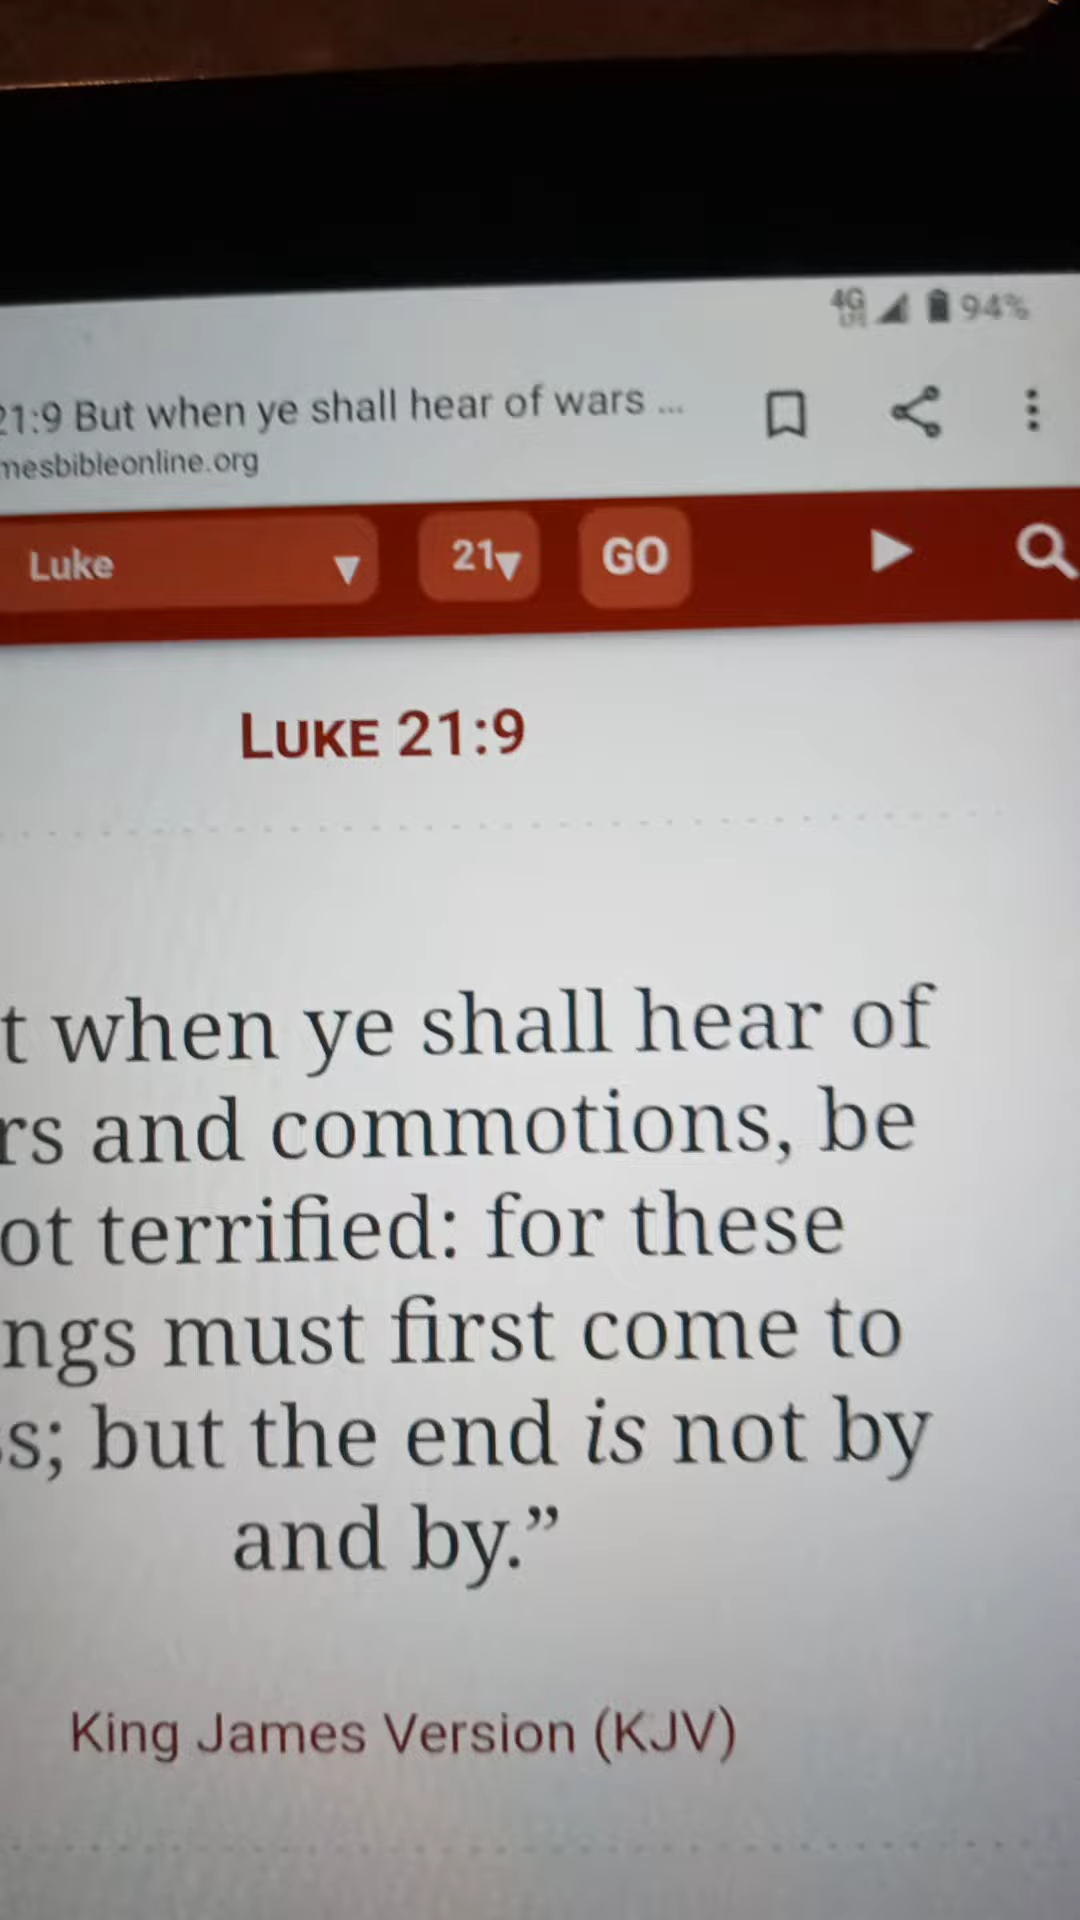 4G LTE 94%
21:9 But when ye shall hear of wars ...
mesbibleonline.org
Luke 21 GO
LUKE 21:9
t when ye shall hear of
rs and commotions, be
ot terrified: for these
ngs must first come to
s; but the end is not by
and by.”
King James Version (KJV)